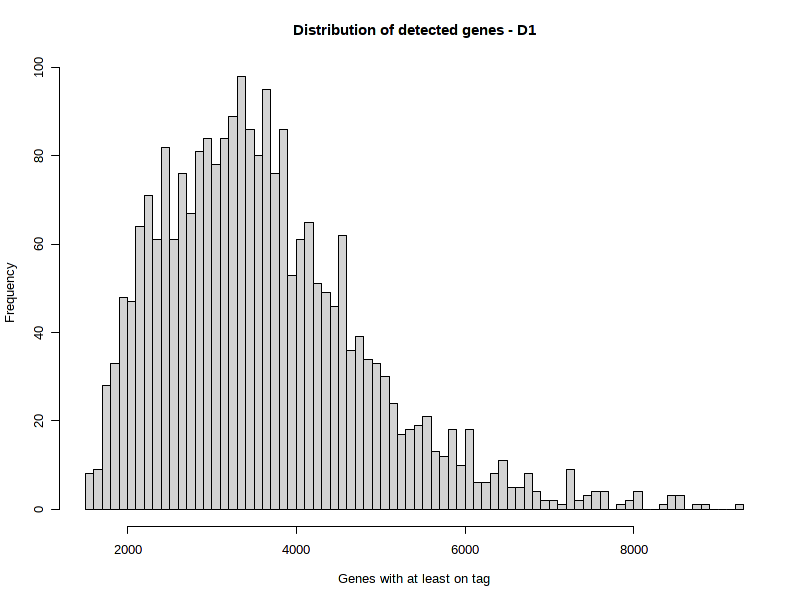 Distribution of detected genes - D1
Frequency
100
80
60
40
20
0
2000 4000 6000 8000
Genes with at least on tag